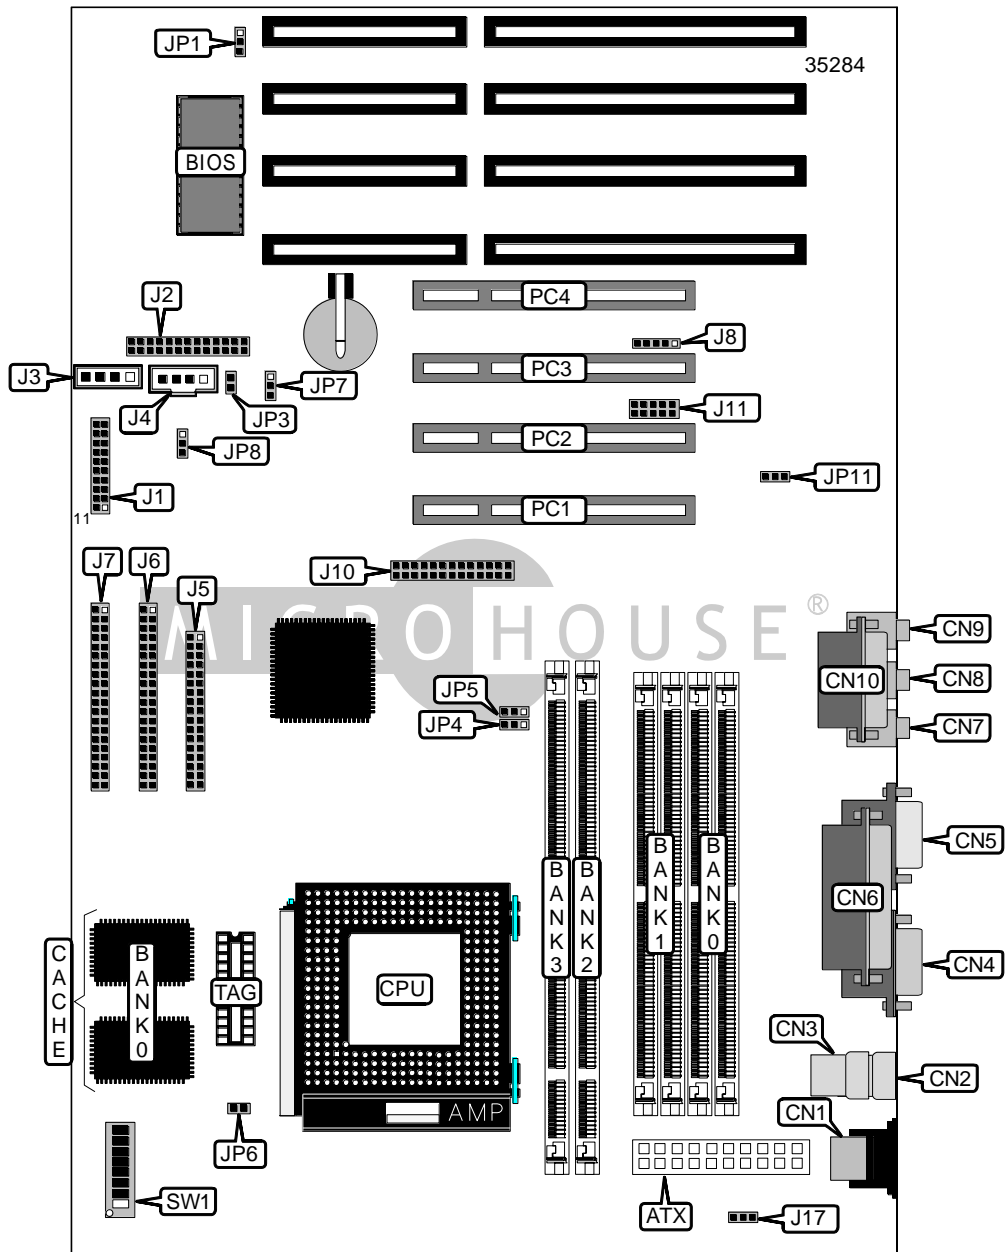 JP1
35284
BIOS
PC4
J2
J8
J3
PC3
JP7
J4
JP3
J11
PC2
JP8
JP11
J1
PC1
11
J7
J6
J10
J5
MICROHOUSE®
CN9
CN10
CN8
JP5
JP4
CN7
CN5
BANK3
BANK2
BANK1
BANK0
CN6
CACHE
BANK0
TAG
CPU
CN4
CN3
CN2
CN1
AMP
JP6
SW1
ATX
J17